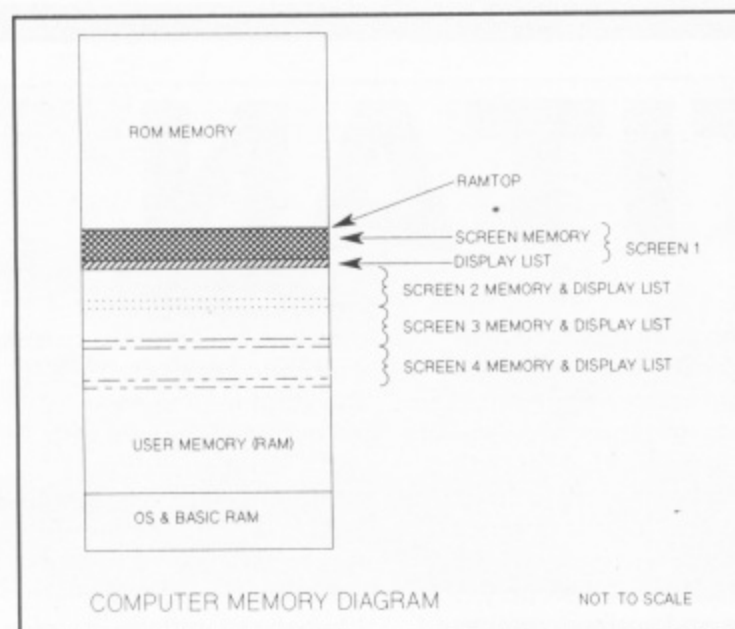 ROM MEMORY
RAMTOP
SCREEN MEMORY
SCREEN 1
DISPLAY LIST
SCREEN 2 MEMORY & DISPLAY LIST
SCREEN 3 MEMORY & DISPLAY LIST
SCREEN 4 MEMORY & DISPLAY LIST
USER MEMORY (RAM)
OS & BASIC RAM
COMPUTER MEMORY DIAGRAM
NOT TO SCALE